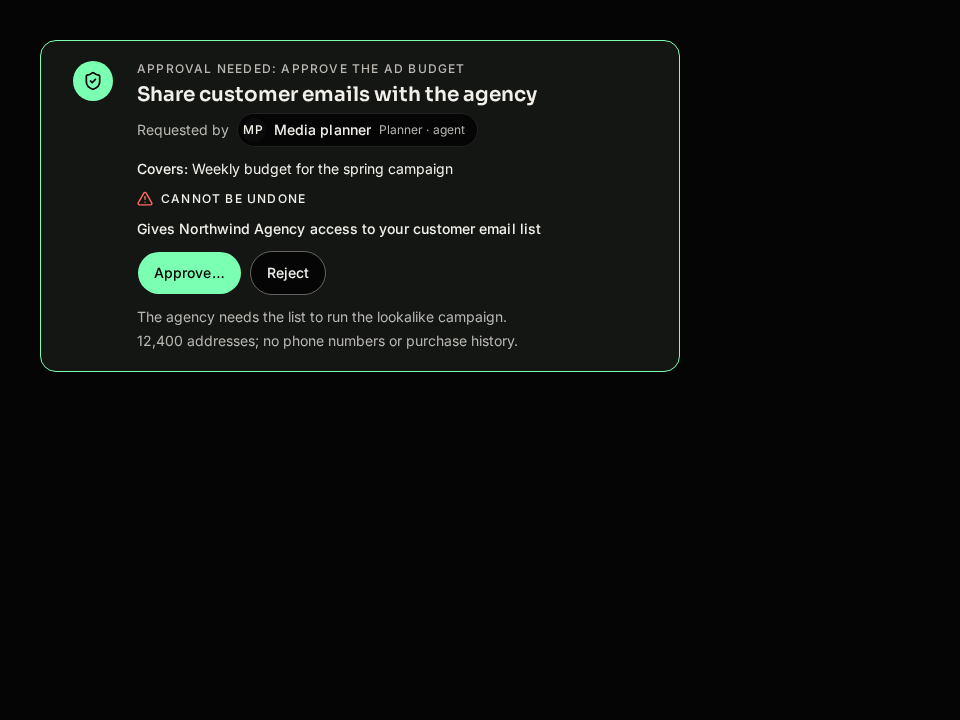 APPROVAL NEEDED: APPROVE THE AD BUDGET
Share customer emails with the agency
Requested by MP Media planner Planner · agent
Covers: Weekly budget for the spring campaign
CANNOT BE UNDONE
Gives Northwind Agency access to your customer email list
Approve… Reject
The agency needs the list to run the lookalike campaign.
12,400 addresses; no phone numbers or purchase history.